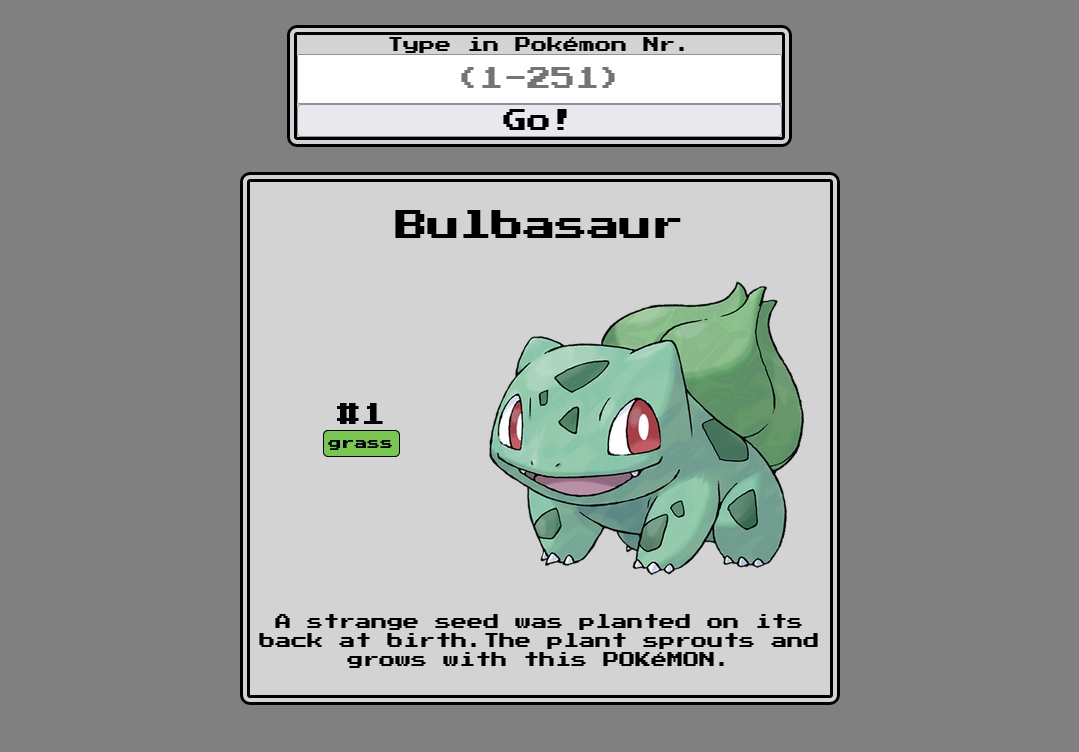 Type in Pokémon Nr.
(1-251)
Go!
Bulbasaur
#1
grass
A strange seed was planted on its
back at birth.The plant sprouts and
grows with this POKéMON.